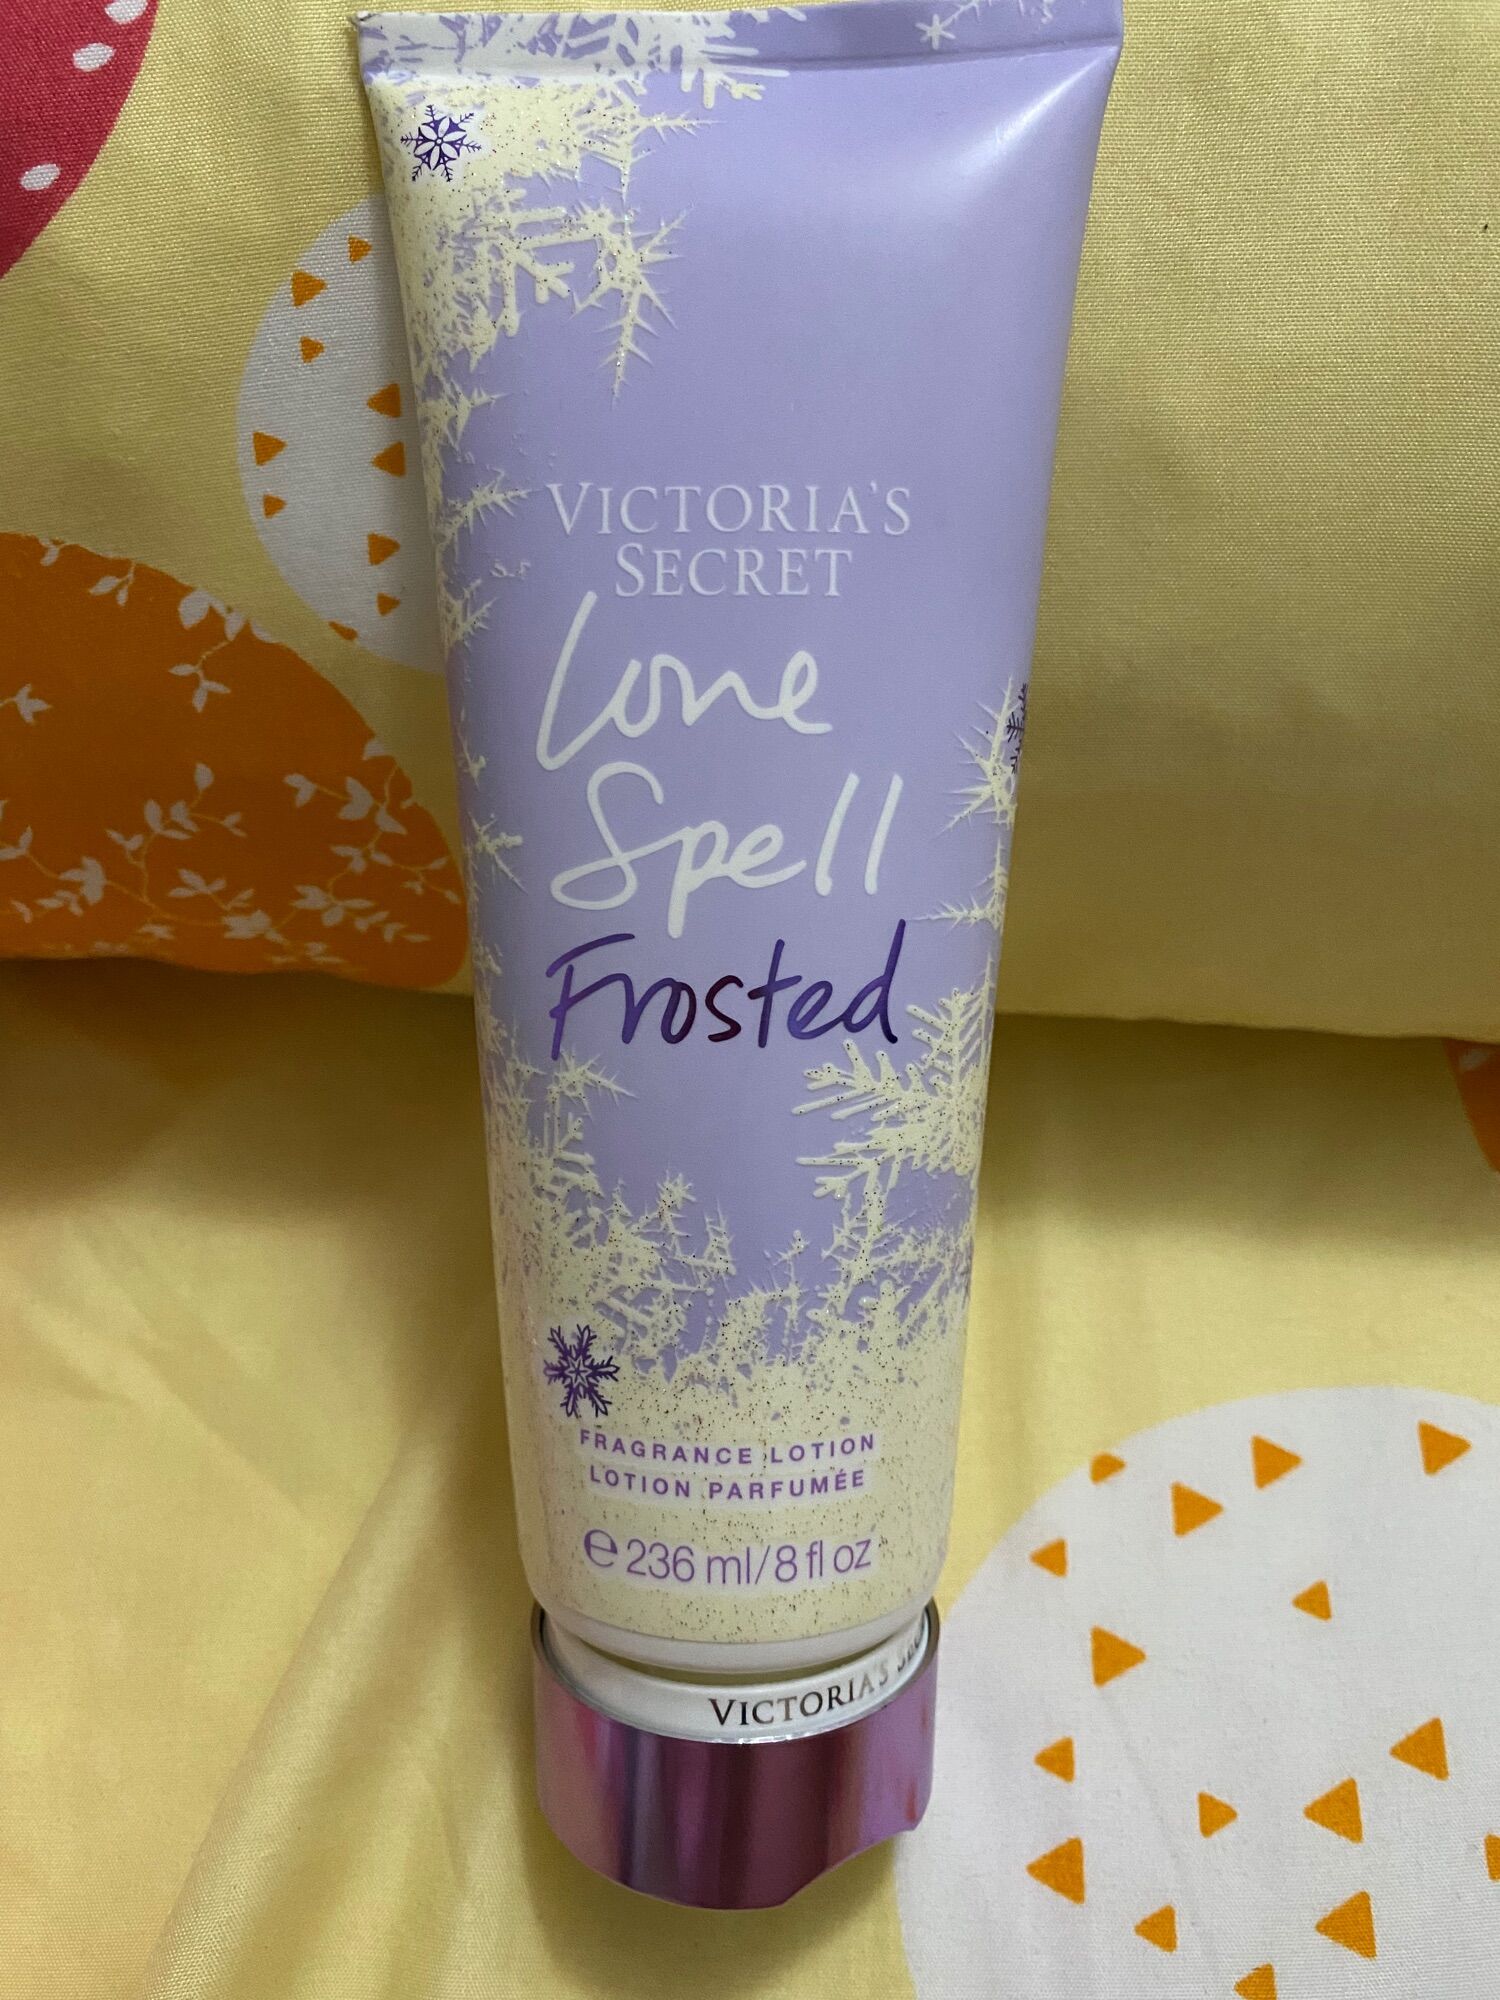 VICTORIA'S
SECRET
Love
Spell
Frosted
FRAGRANCE LOTION
LOTION PARFUMÉE
℮ 236 ml/8 fl oz
VICTORIA'S